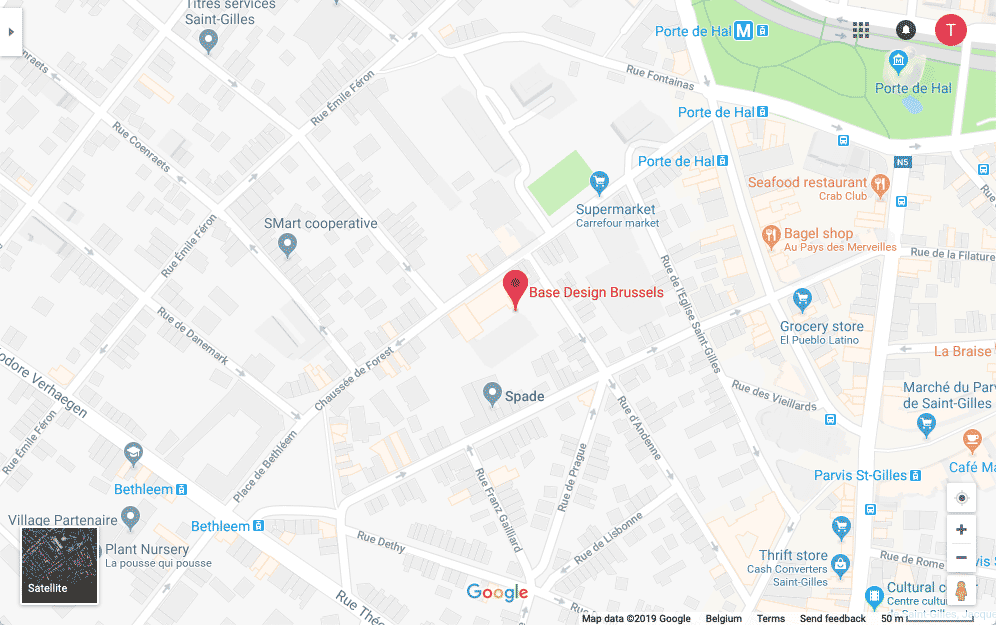 Titres services
Saint-Gilles
Porte de Hal M
T
Porte de Hal
Rue Fontainas
Rue Émile Féron
Porte de Hal
Rue Coenraets
Porte de Hal
N5
Seafood restaurant
Crab Club
Supermarket
Carrefour market
SMart cooperative
Bagel shop
Au Pays des Merveilles
Rue Émile Féron
Rue de la Filature
Rue de l'Eglise Saint-Gilles
Base Design Brussels
Grocery store
El Pueblo Latino
Rue de Danemark
La Braise
Chaussée de Forest
odore Verhaegen
Marché du Parv
de Saint-Gilles
Rue des Vieillards
Spade
Rue d'Andenne
Rue Émile Féron
Place de Bethléem
Café Ma
Rue de Prague
Bethleem
Parvis St-Gilles
Rue Franz Gailliard
Village Partenaire
Bethleem
Rue de Lisbonne
Plant Nursery
La pousse qui pousse
Rue Dethy
Thrift store
Cash Converters
Saint-Gilles
Rue de Rome
Satellite
Google
Rue Théo
Cultural c
Centre cultu
Map data ©2019 Google
Belgium
Terms
Send feedback
50 m